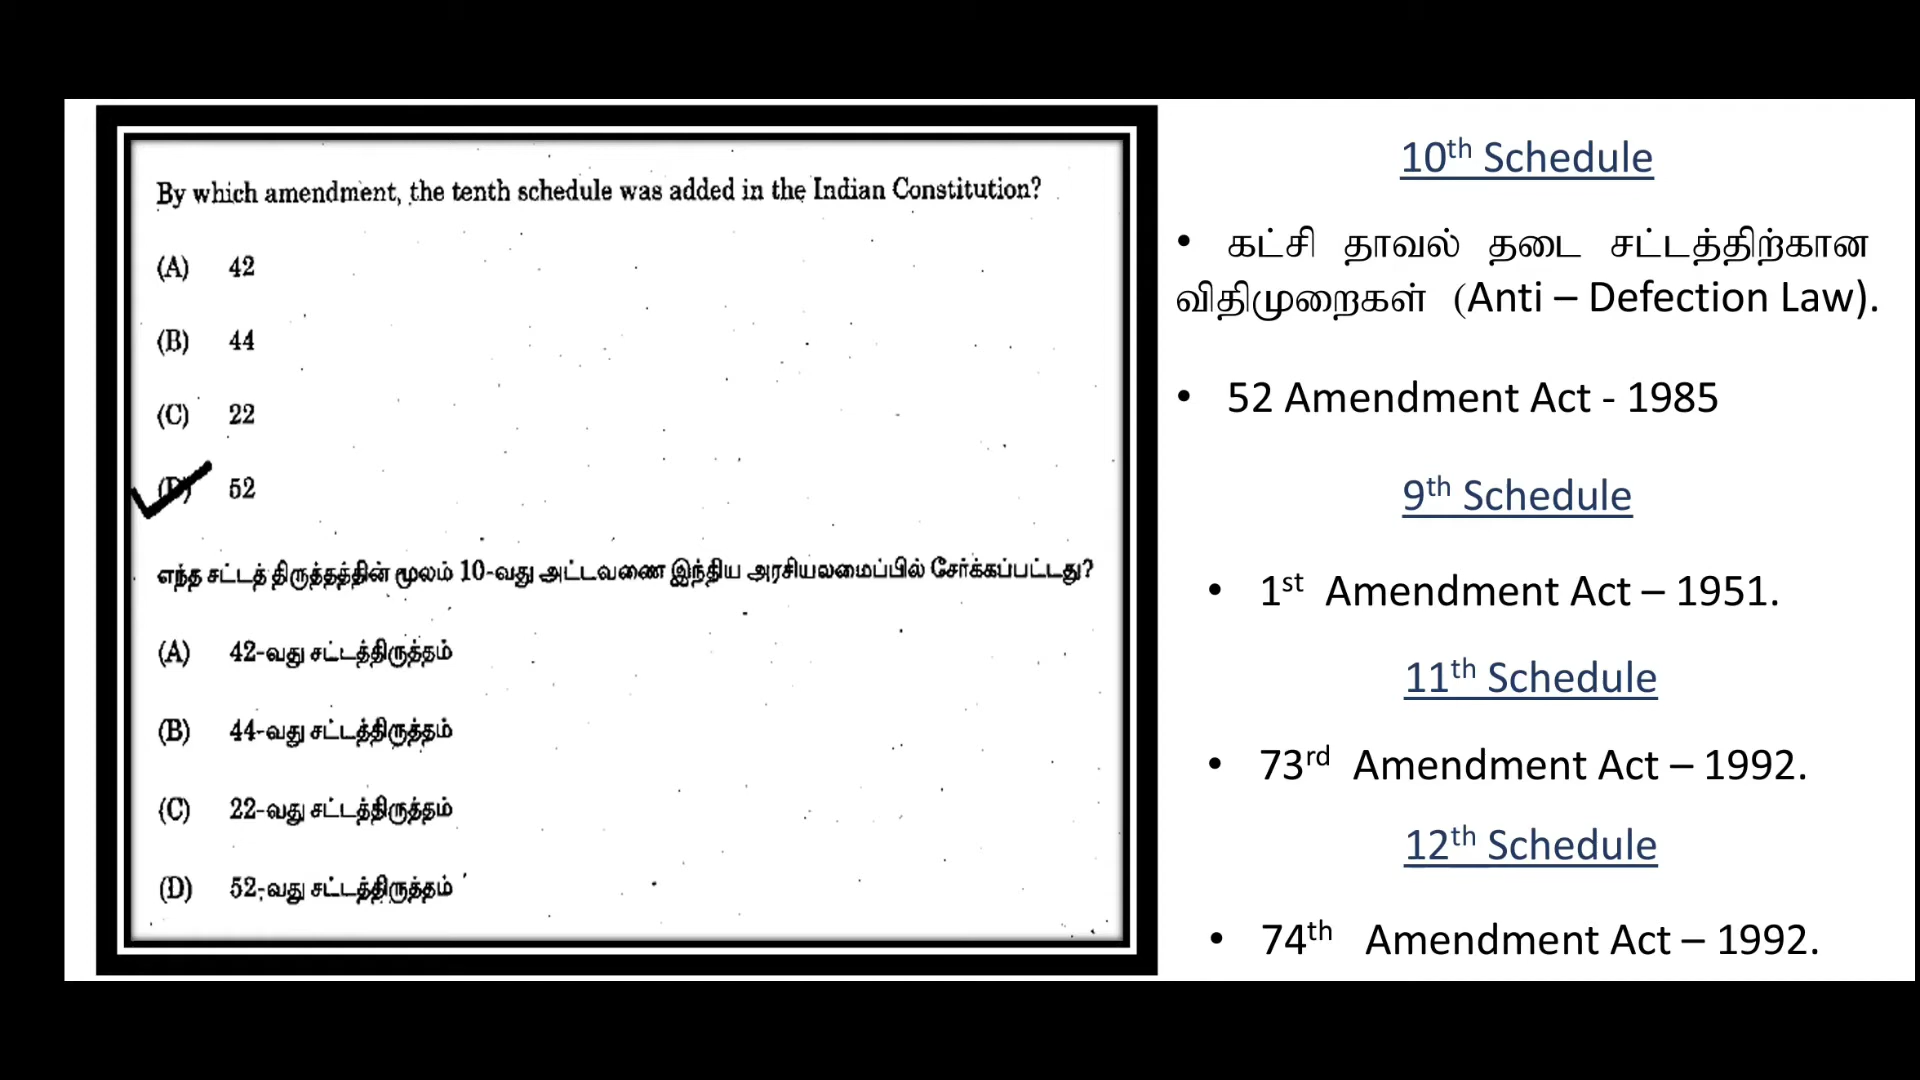 By which amendment, the tenth schedule was added in the Indian Constitution?
(A) 42
(B) 44
(C) 22
(D) 52
எந்த சட்டத் திருத்தத்தின் மூலம் 10-வது அட்டவணை இந்திய அரசியலமைப்பில் சேர்க்கப்பட்டது?
(A) 42-வது சட்டத்திருத்தம்
(B) 44-வது சட்டத்திருத்தம்
(C) 22-வது சட்டத்திருத்தம்
(D) 52-வது சட்டத்திருத்தம்
10th Schedule
• கட்சி தாவல் தடை சட்டத்திற்கான
விதிமுறைகள் (Anti – Defection Law).
• 52 Amendment Act - 1985
9th Schedule
• 1st Amendment Act – 1951.
11th Schedule
• 73rd Amendment Act – 1992.
12th Schedule
• 74th Amendment Act – 1992.